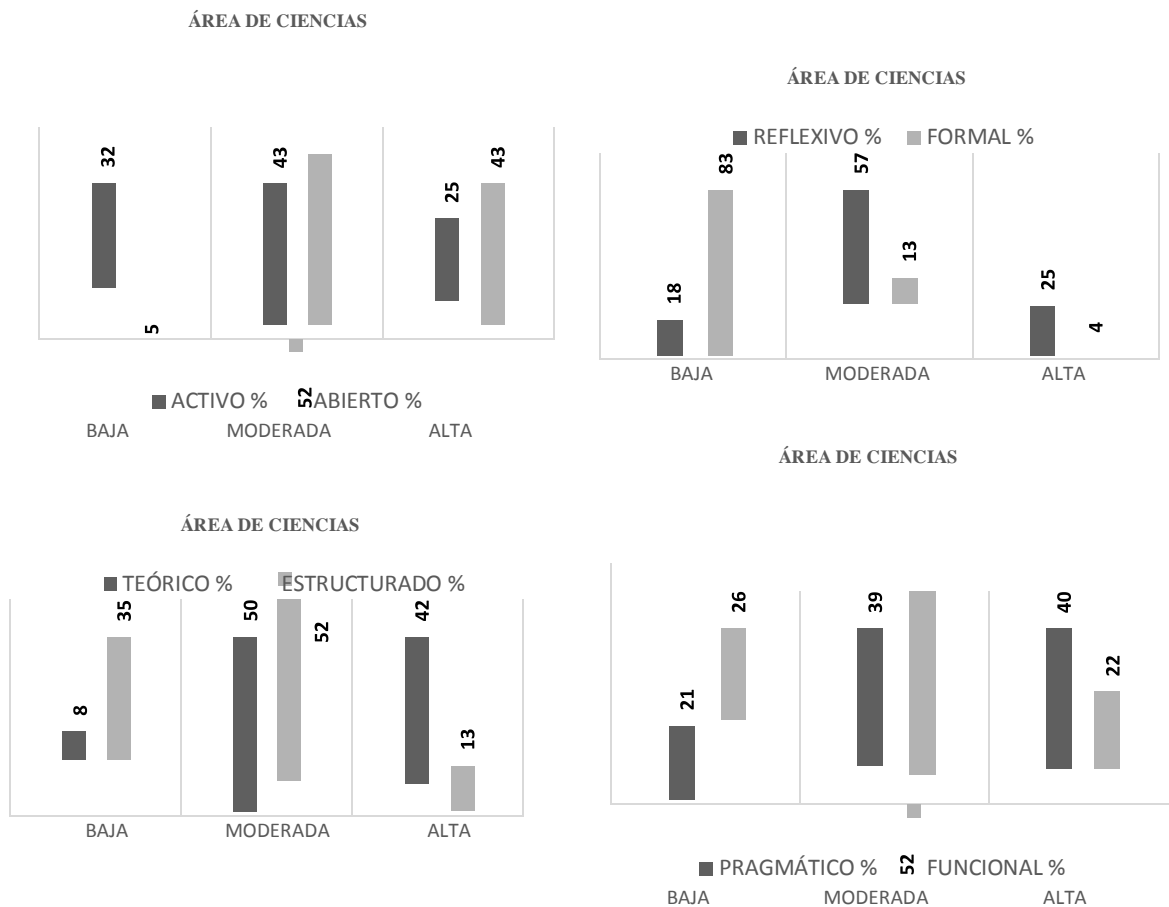 ÁREA DE CIENCIAS
32
43
43
25
5
ACTIVO % 52 ABIERTO %
BAJA MODERADA ALTA
ÁREA DE CIENCIAS
REFLEXIVO % FORMAL %
83
57
18
13
25
4
BAJA MODERADA ALTA
ÁREA DE CIENCIAS
TEÓRICO % ESTRUCTURADO %
35
50
52
42
8
13
BAJA MODERADA ALTA
ÁREA DE CIENCIAS
26
39
40
21
22
PRAGMÁTICO % 52 FUNCIONAL %
BAJA MODERADA ALTA